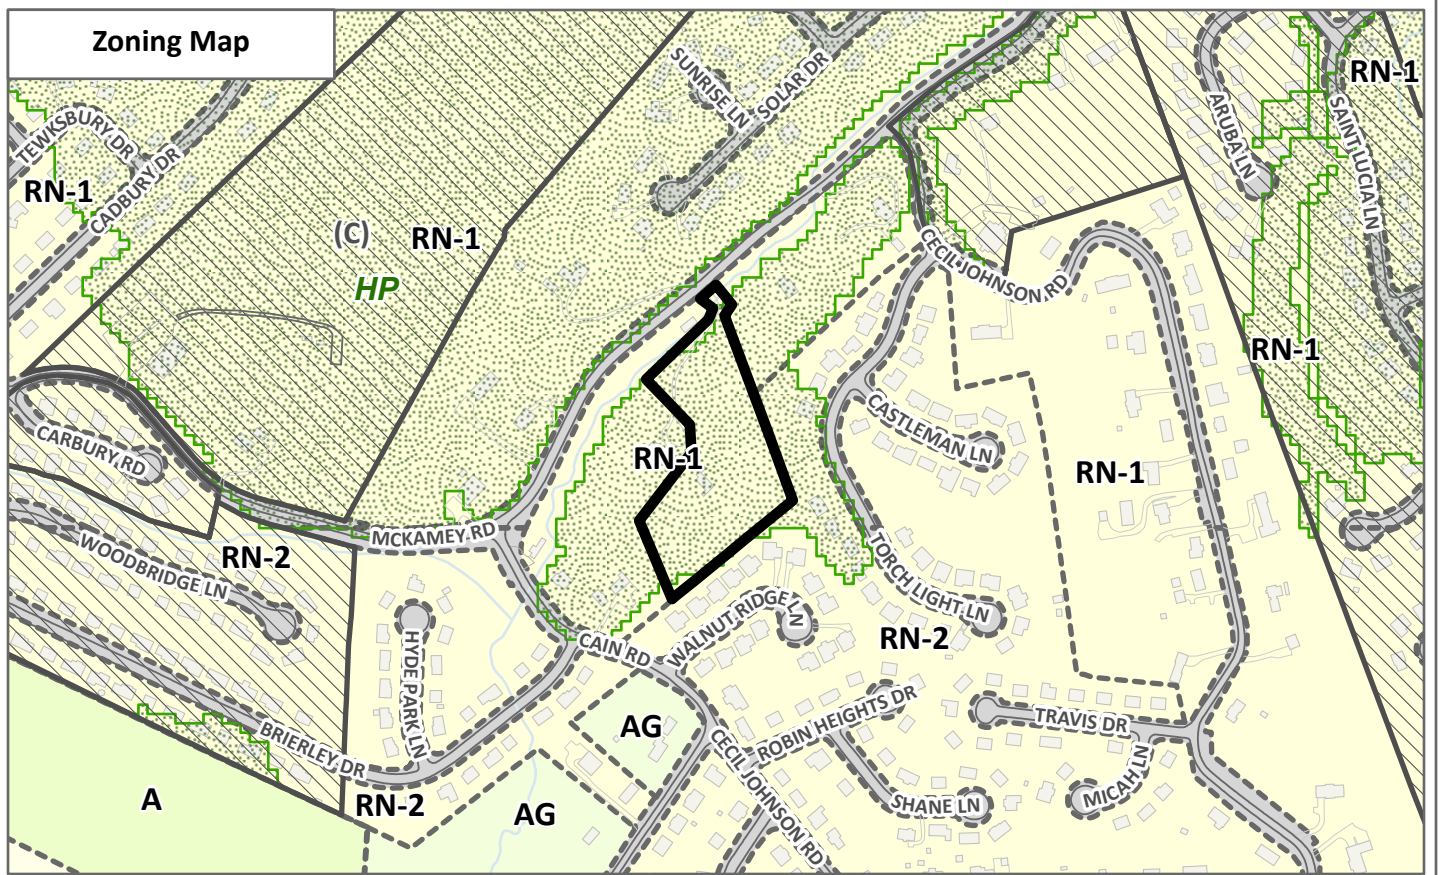 Zoning Map
SUNRISE LN
SOLAR DR
RN-1
ARUBA LN
SAINT LUCIA LN
TEWKSBURY DR
CADBURY DR
RN-1
(C)
RN-1
HP
CECIL JOHNSON RD
RN-1
CARBURY RD
CASTLEMAN LN
RN-1
RN-1
MCKAMEY RD
WOODBRIDGE LN
RN-2
TORCH LIGHT LN
WALNUT RIDGE LN
RN-2
CAIN RD
HYDE PARK LN
BRIERLEY DR
AG
ROBIN HEIGHTS DR
TRAVIS DR
CECIL JOHNSON RD
MICAH LN
SHANE LN
A
RN-2
AG